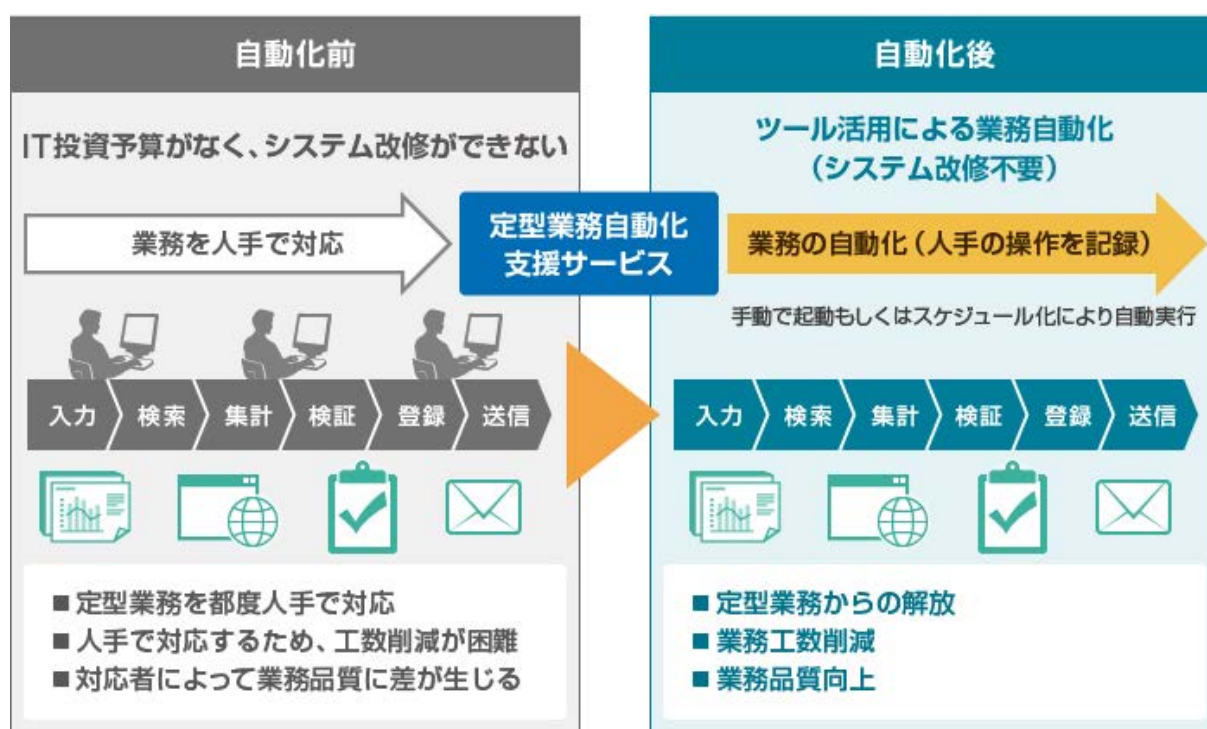 自動化前
IT投資予算がなく、システム改修ができない
業務を人手で対応
入力
検索
集計
検証
登録
送信
■定型業務を都度人手で対応
■人手で対応するため、工数削減が困難
■対応者によって業務品質に差が生じる
定型業務自動化
支援サービス
自動化後
ツール活用による業務自動化
（システム改修不要）
業務の自動化（人手の操作を記録）
手動で起動もしくはスケジュール化により自動実行
入力
検索
集計
検証
登録
送信
■定型業務からの解放
■業務工数削減
■業務品質向上